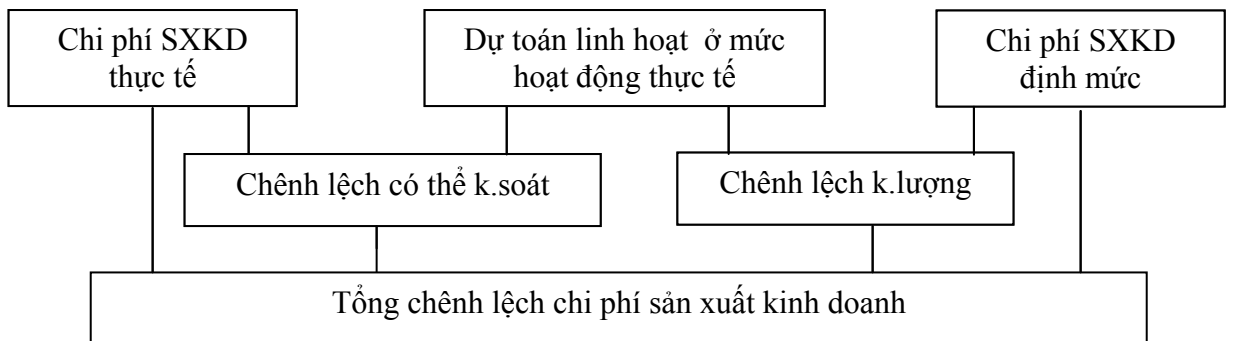 Chi phí SXKD
thực tế
Dự toán linh hoạt ở mức
hoạt động thực tế
Chi phí SXKD
định mức
Chênh lệch có thể k.soát
Chênh lệch k.lượng
Tổng chênh lệch chi phí sản xuất kinh doanh